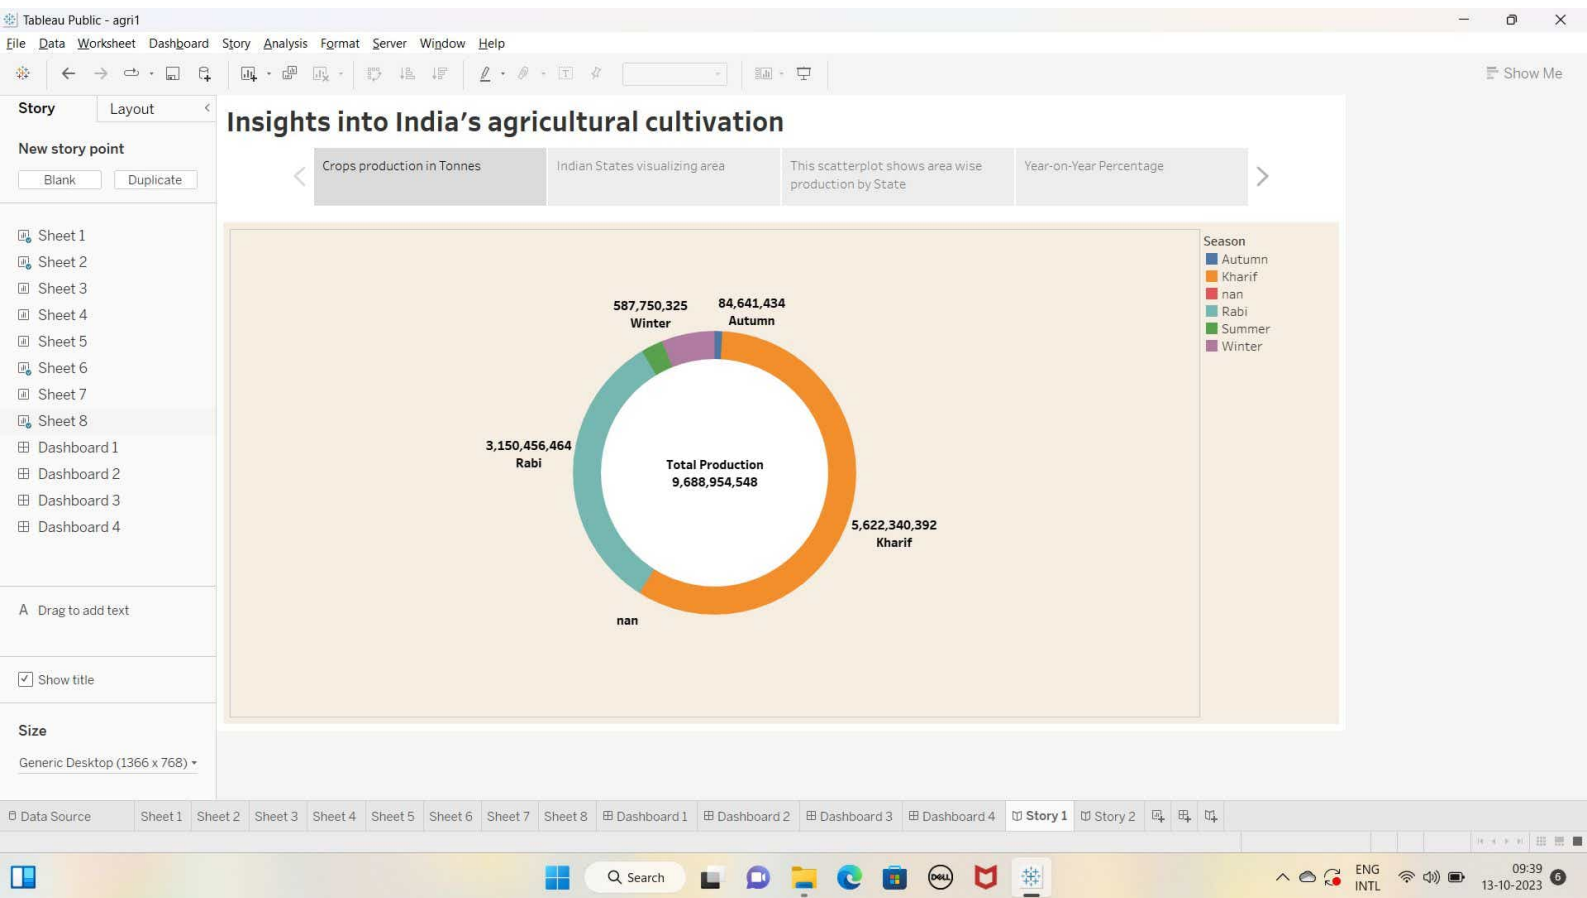 Tableau Public - agri1
File Data Worksheet Dashboard Story Analysis Format Server Window Help
Show Me
Story Layout
New story point
Blank Duplicate
Sheet 1
Sheet 2
Sheet 3
Sheet 4
Sheet 5
Sheet 6
Sheet 7
Sheet 8
Dashboard 1
Dashboard 2
Dashboard 3
Dashboard 4
A Drag to add text
Show title
Size
Generic Desktop (1366 x 768)
Insights into India's agricultural cultivation
Crops production in Tonnes
Indian States visualizing area
This scatterplot shows area wise
production by State
Year-on-Year Percentage
587,750,325
Winter
84,641,434
Autumn
3,150,456,464
Rabi
Total Production
9,688,954,548
5,622,340,392
Kharif
nan
Season
Autumn
Kharif
nan
Rabi
Summer
Winter
Data Source Sheet 1 Sheet 2 Sheet 3 Sheet 4 Sheet 5 Sheet 6 Sheet 7 Sheet 8 Dashboard 1 Dashboard 2 Dashboard 3 Dashboard 4 Story 1 Story 2
Search
DELL
ENG
INTL
09:39
13-10-2023
6